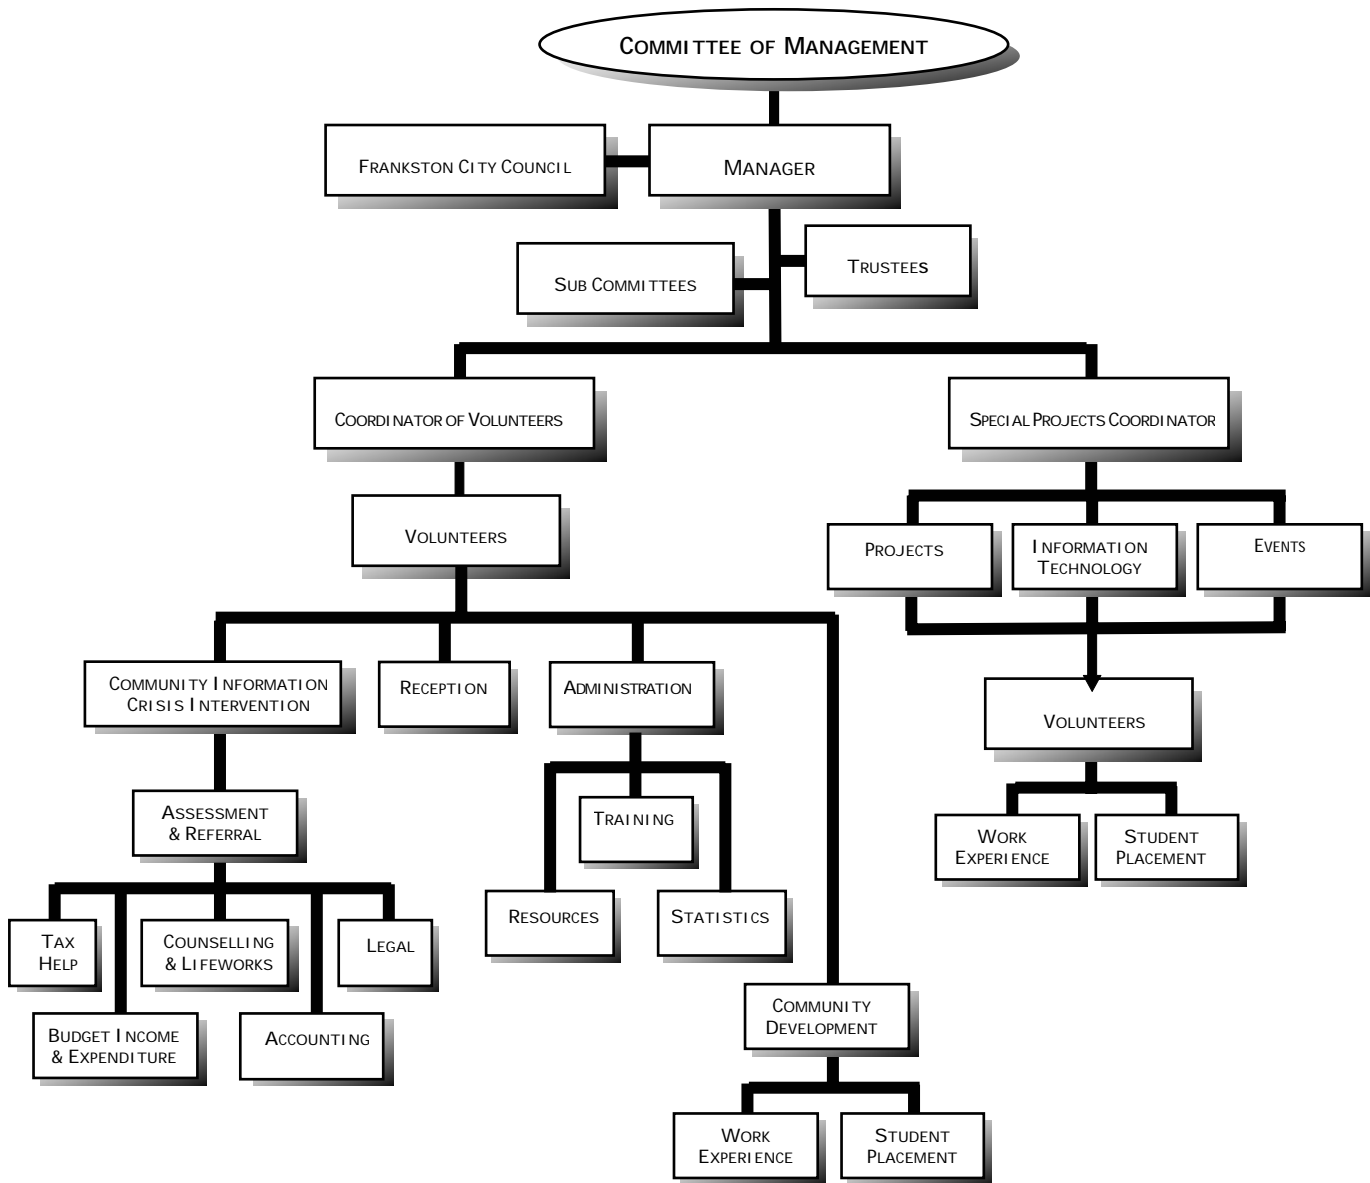 COMMITTEE OF MANAGEMENT
FRANKSTON CITY COUNCIL
MANAGER
SUB COMMITTEES
TRUSTEES
COORDINATOR OF VOLUNTEERS
SPECIAL PROJECTS COORDINATOR
VOLUNTEERS
PROJECTS
INFORMATION
TECHNOLOGY
EVENTS
COMMUNITY INFORMATION
CRISIS INTERVENTION
RECEPTION
ADMINISTRATION
VOLUNTEERS
ASSESSMENT
& REFERRAL
TRAINING
WORK
EXPERIENCE
STUDENT
PLACEMENT
RESOURCES
STATISTICS
TAX
HELP
COUNSELLING
& LIFEWORKS
LEGAL
BUDGET INCOME
& EXPENDITURE
ACCOUNTING
COMMUNITY
DEVELOPMENT
WORK
EXPERIENCE
STUDENT
PLACEMENT